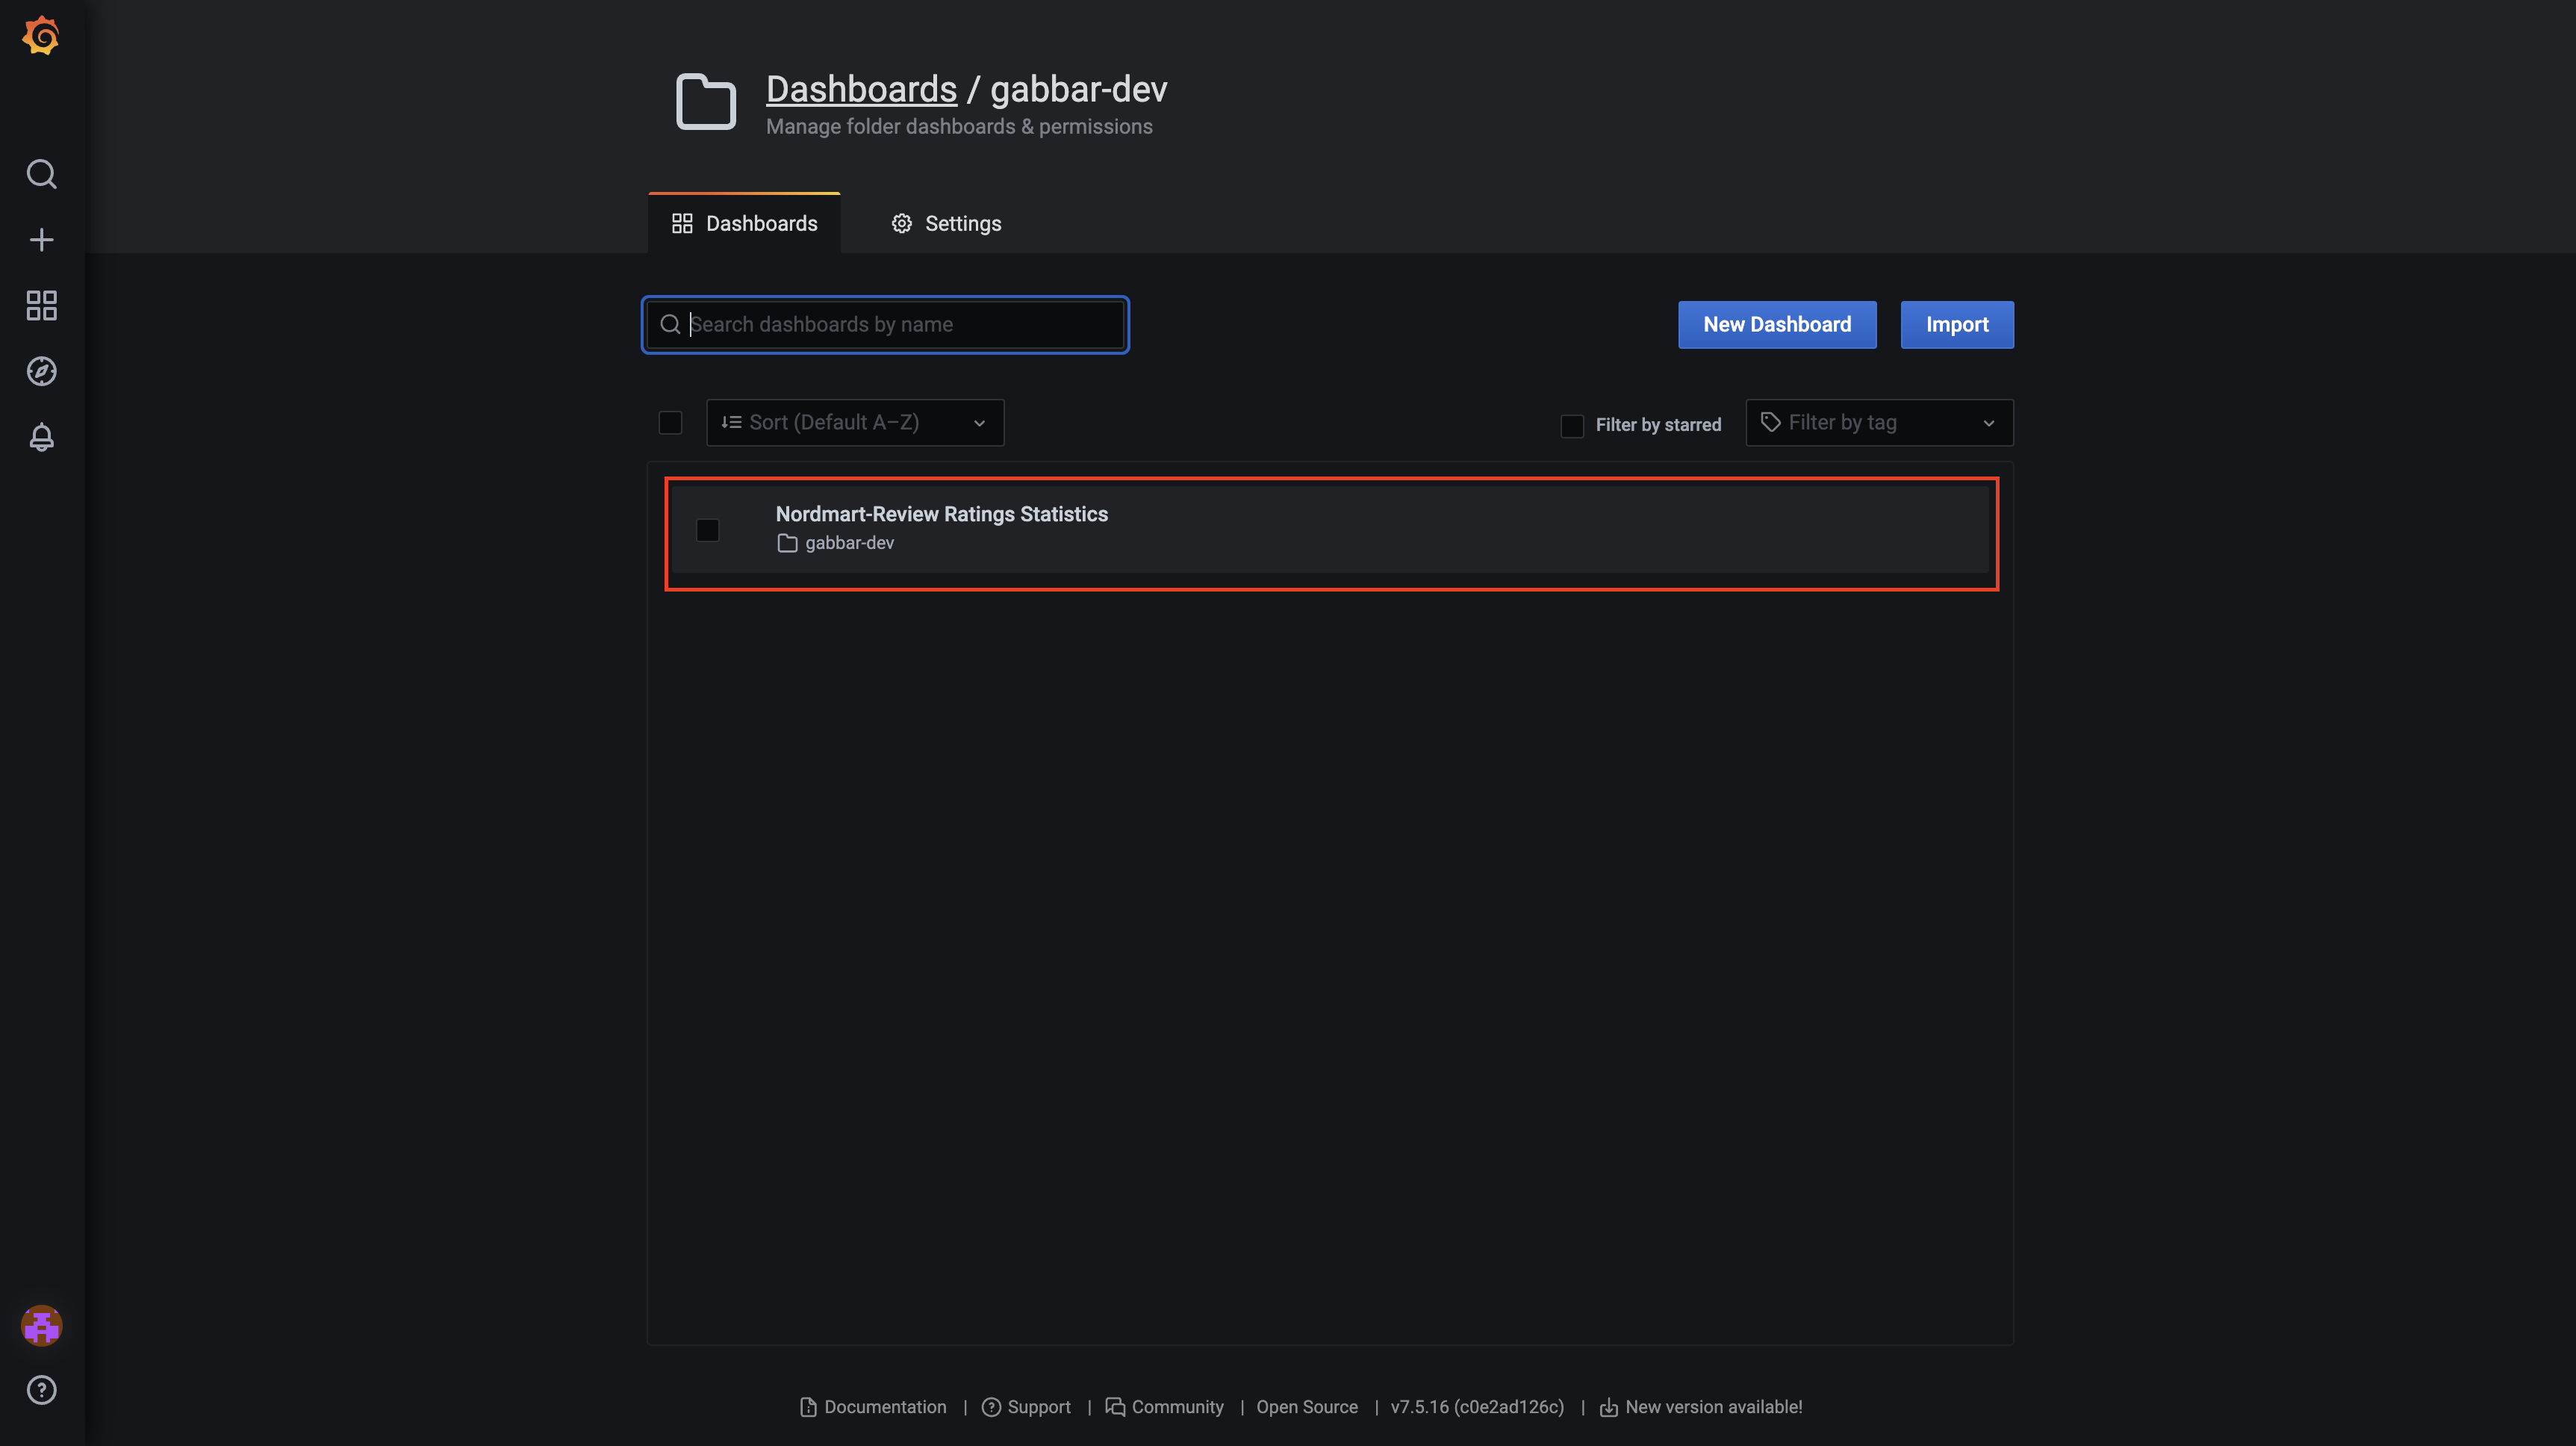 Dashboards / gabbar-dev
Manage folder dashboards & permissions
Dashboards
Settings
Search dashboards by name
New Dashboard
Import
Sort (Default A–Z)
Filter by starred
Filter by tag
Nordmart-Review Ratings Statistics
gabbar-dev
Documentation | Support | Community | Open Source | v7.5.16 (c0e2ad126c) | New version available!